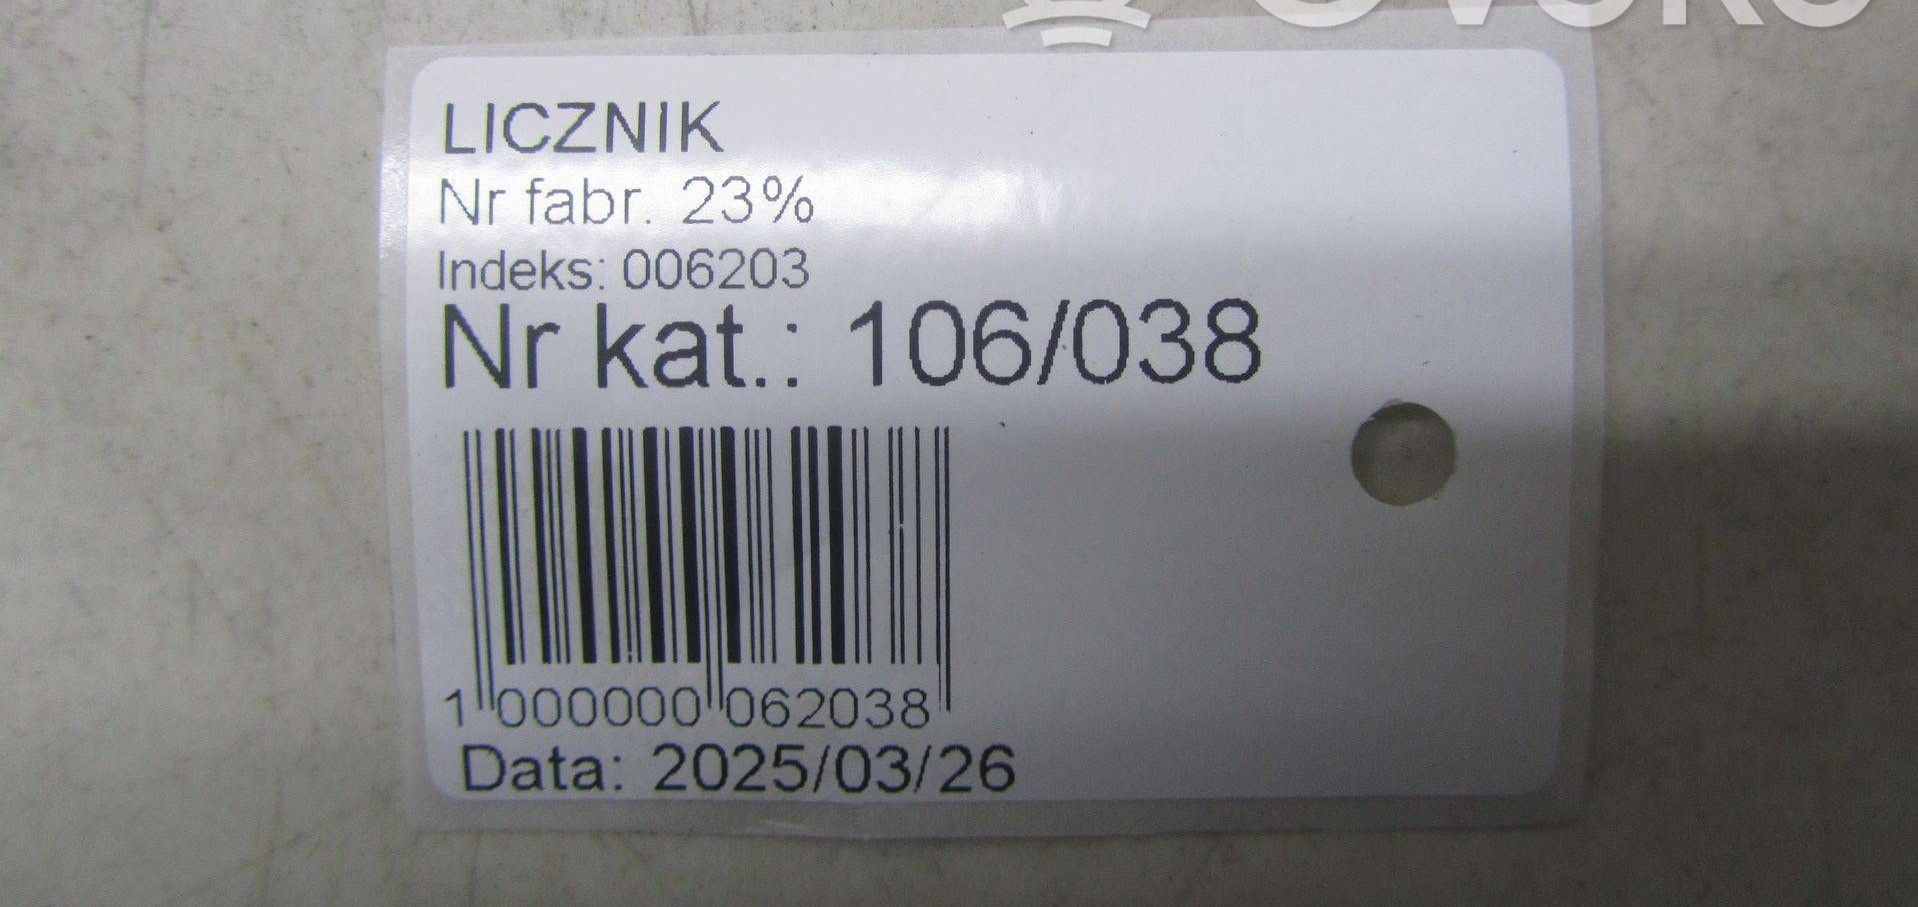 LICZNIK
Nr fabr. 23%
Indeks: 006203
Nr kat.: 106/038
1 000000 062038
Data: 2025/03/26